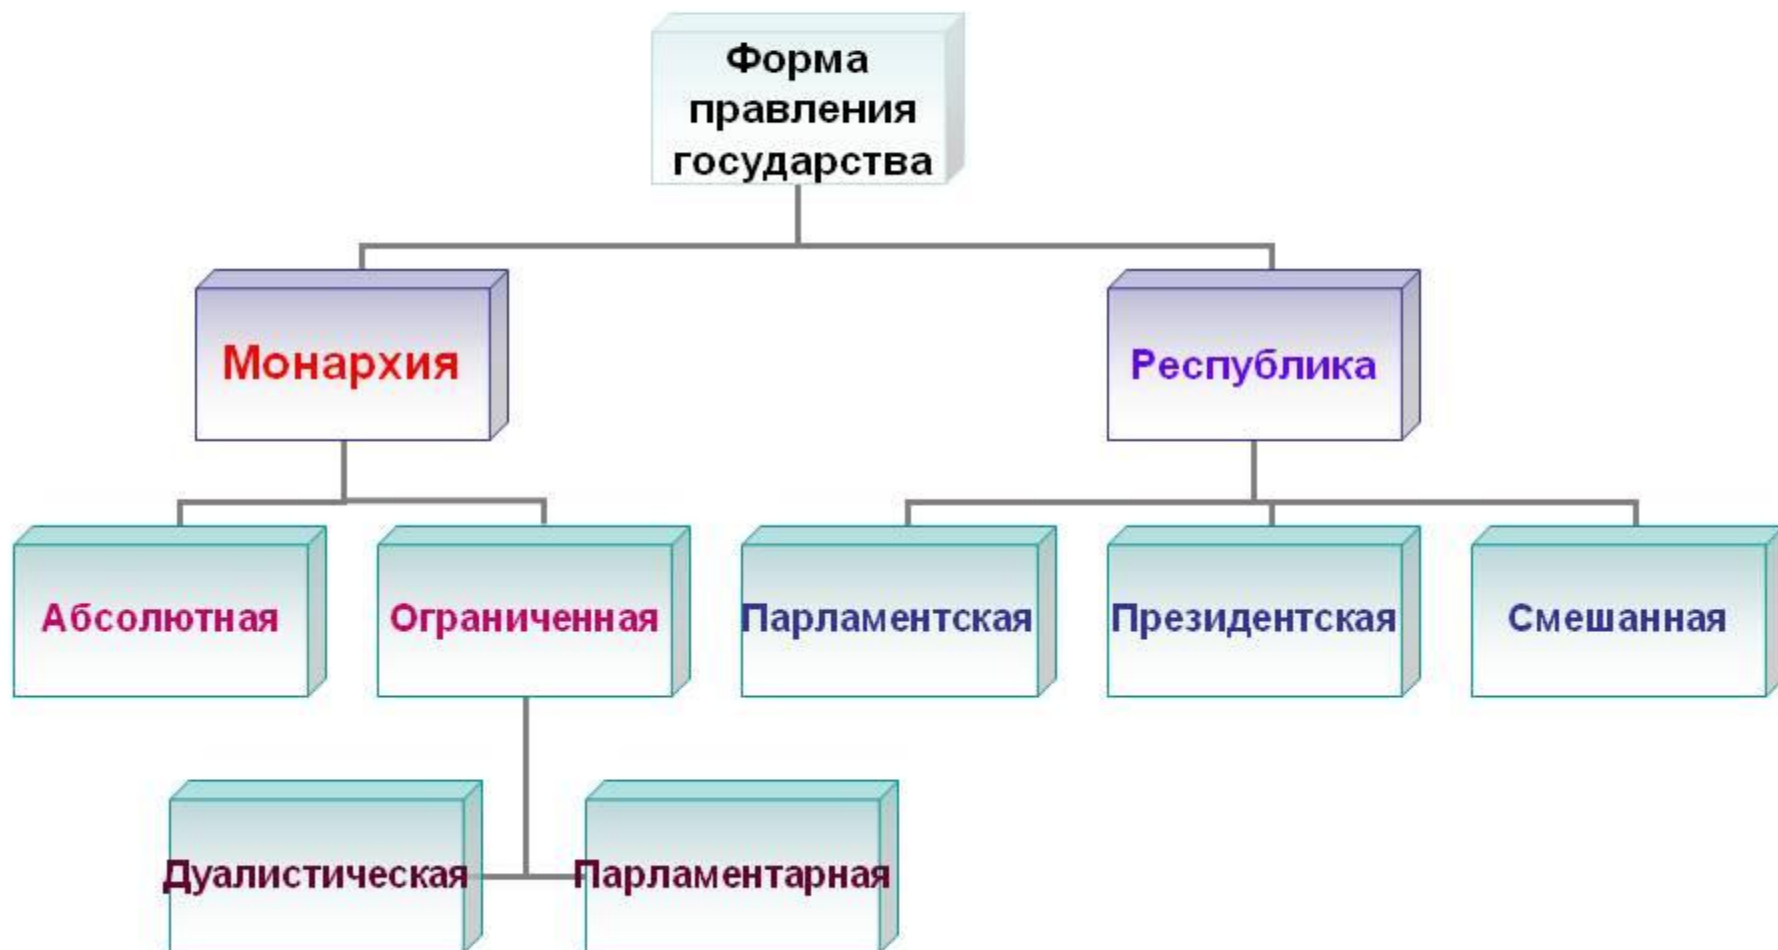 Форма
правления
государства
Монархия
Республика
Абсолютная
Ограниченная
Парламентская
Президентская
Смешанная
Дуалистическая
Парламентарная